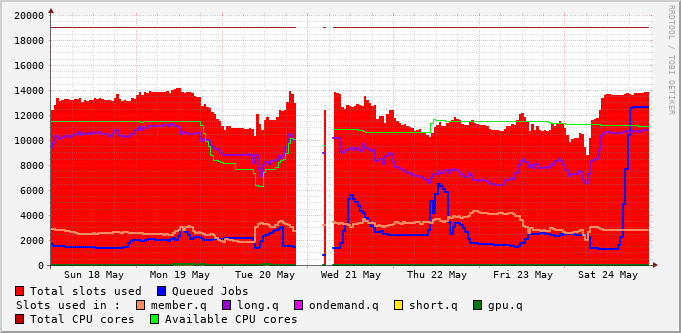 20000
18000
16000
14000
12000
10000
8000
6000
4000
2000
0
Sun 18 May Mon 19 May Tue 20 May Wed 21 May Thu 22 May Fri 23 May Sat 24 May
RRDTOOL / TOBI OETIKER
Total slots used Queued Jobs
Slots used in : member.q long.q ondemand.q short.q gpu.q
Total CPU cores Available CPU cores